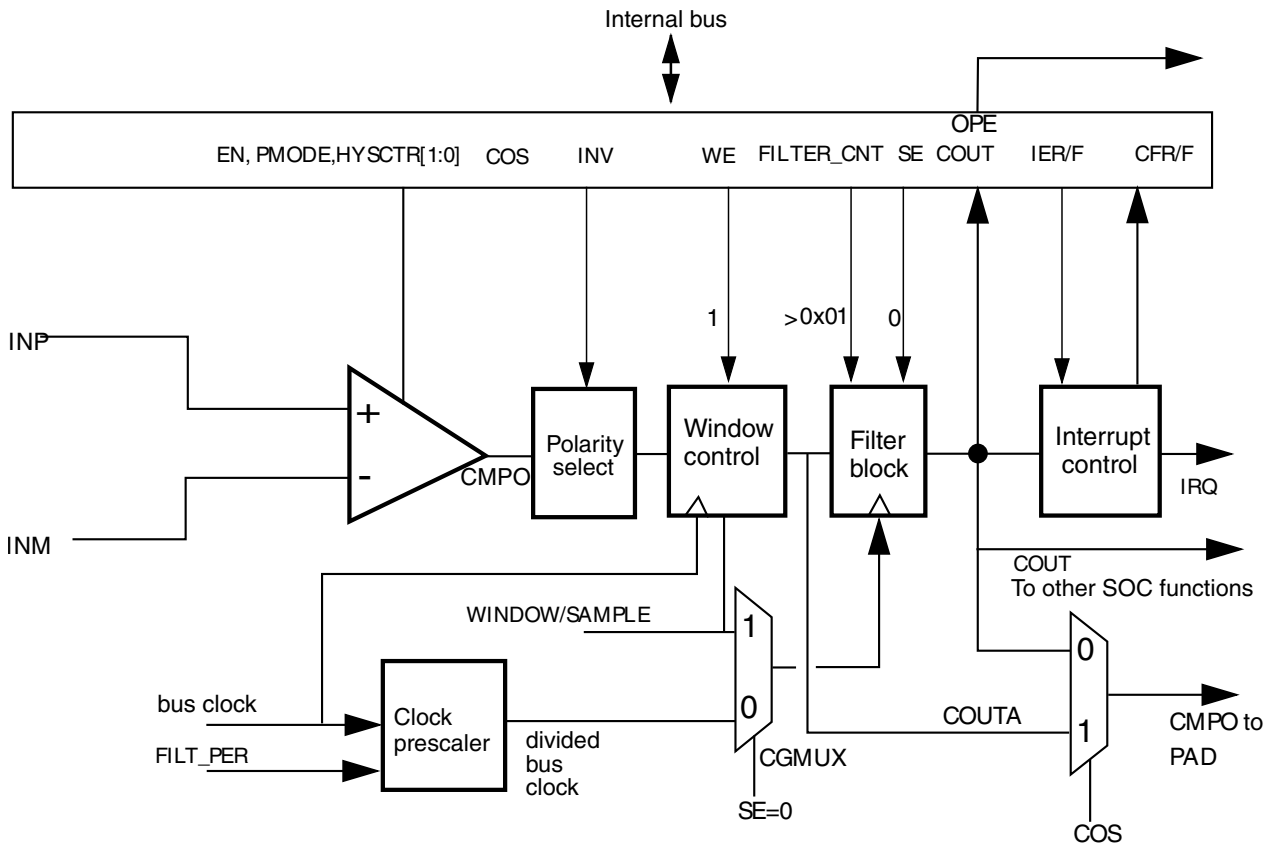 Internal bus
OPE
EN, PMODE,HYSCTR[1:0] COS INV WE FILTER_CNT SE COUT IER/F CFR/F
1 >0x01 0
INP
+
-
CMPO
Polarity
select
Window
control
Filter
block
Interrupt
control
IRQ
INM
COUT
To other SOC functions
WINDOW/SAMPLE
1
0
0
1
bus clock
FILT_PER
Clock
prescaler
divided
bus
clock
CGMUX
SE=0
COUTA
CMPO to
PAD
COS